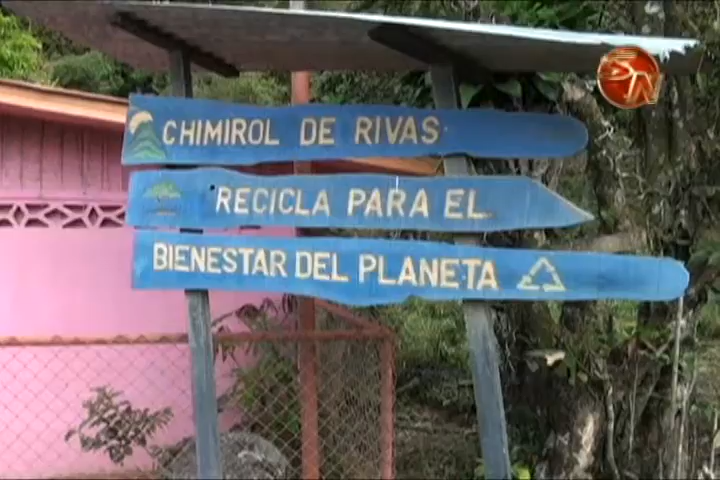 CHIMIROL DE RIVAS
RECICLA PARA EL
BIENESTAR DEL PLANETA